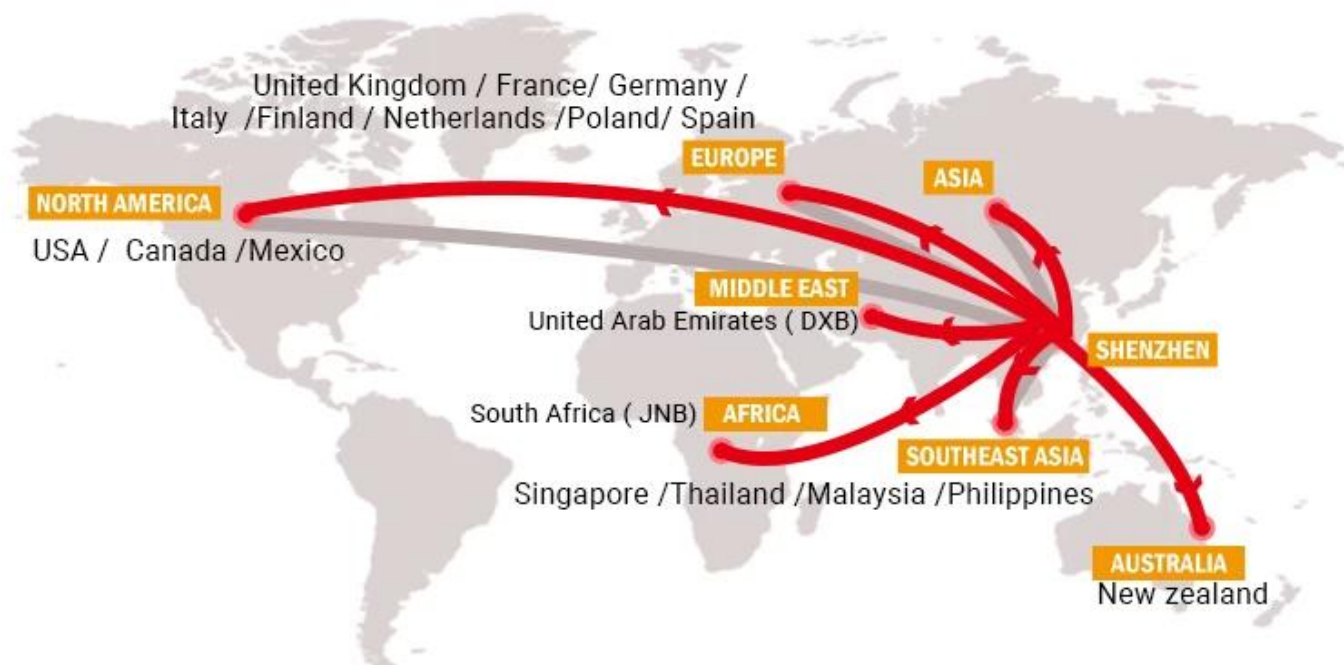 United Kingdom / France/ Germany /
Italy /Finland / Netherlands /Poland/ Spain
EUROPE
ASIA
NORTH AMERICA
USA / Canada /Mexico
MIDDLE EAST
United Arab Emirates ( DXB)
SHENZHEN
South Africa ( JNB)
AFRICA
SOUTHEAST ASIA
Singapore /Thailand /Malaysia /Philippines
AUSTRALIA
New zealand